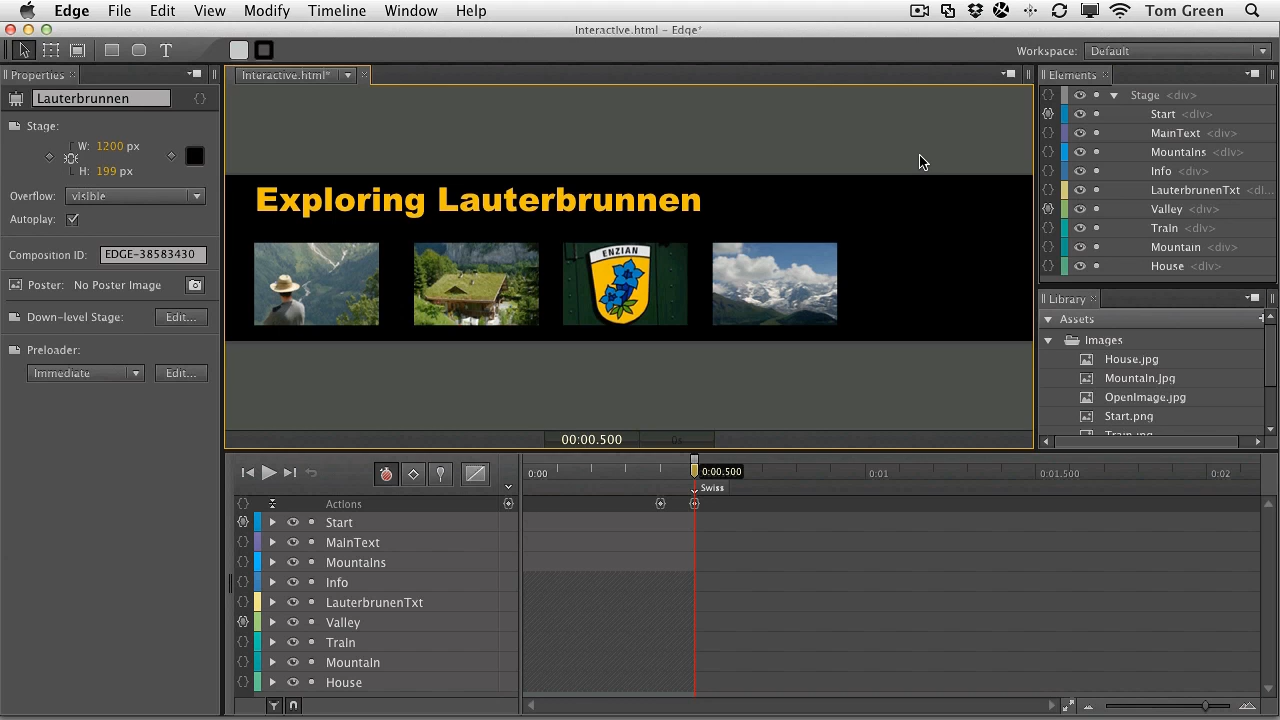 Edge File Edit View Modify Timeline Window Help Tom Green
Interactive.html – Edge*
T Workspace: Default
Properties × Interactive.html* × Elements ×
Lauterbrunnen
Stage:
W: 1200 px
H: 199 px
Overflow: visible
Autoplay:
Composition ID: EDGE-38583430
Poster: No Poster Image
Down-level Stage: Edit...
Preloader:
Immediate Edit...
Exploring Lauterbrunnen
ENZIAN
00:00.500 0s
Stage <div>
Start <div>
MainText <div>
Mountains <div>
Info <div>
LauterbrunenTxt <di...
Valley <div>
Train <div>
Mountain <div>
House <div>
Library ×
Assets
Images
House.jpg
Mountain.jpg
OpenImage.jpg
Start.png
Train.jpg
0:00 0:00.500 0:01 0:01.500 0:02
Swiss
Actions
Start
MainText
Mountains
Info
LauterbrunenTxt
Valley
Train
Mountain
House